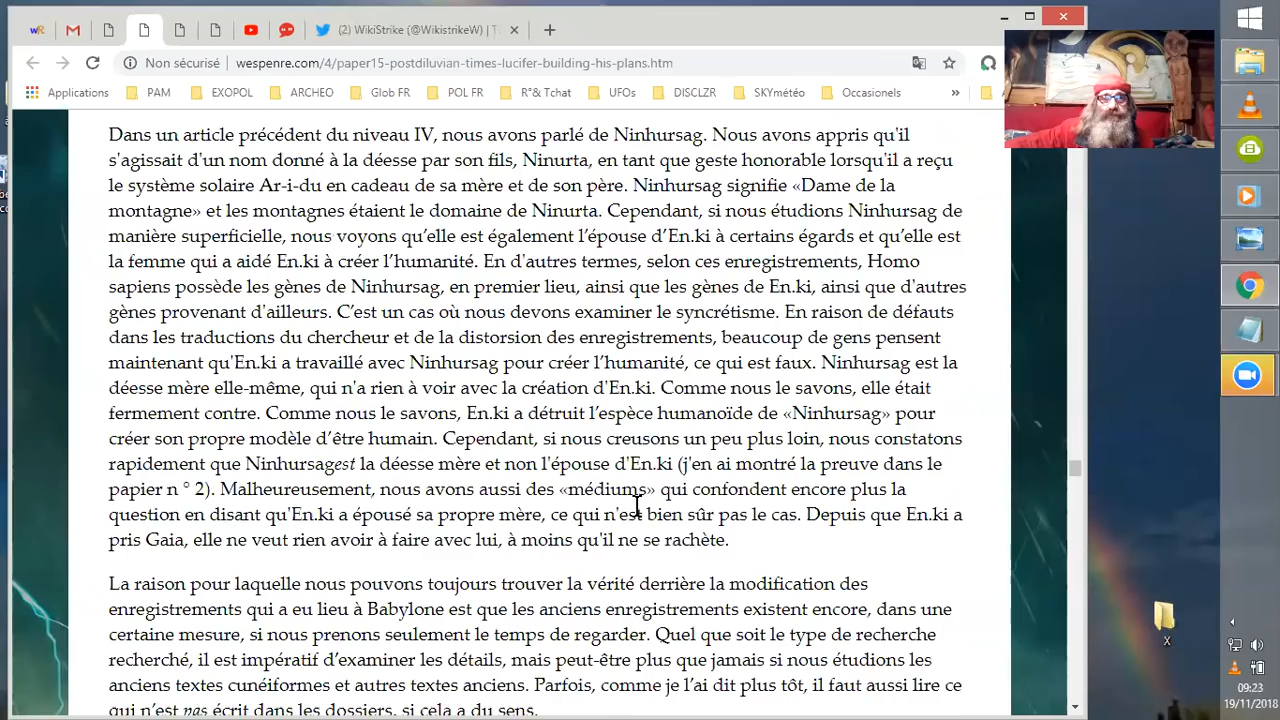 (2) WikiStrike (@WikistrikeW) | T
Non sécurisé
wespenre.com/4/paper15-postdiluvian-times-lucifer-building-his-plans.htm
Applications PAM EXOPOL ARCHEO Glob FR POL FR R+ Tchat UFO2 DISCLZR SKYmétéo Occasionels »
Dans un article précédent du niveau IV, nous avons parlé de Ninhursag. Nous avons appris qu'il
s'agissait d'un nom donné à la déesse par son fils, Ninurta, en tant que geste honorable lorsqu'il a reçu
le système solaire Ar-i-du en cadeau de sa mère et de son père. Ninhursag signifie «Dame de la
montagne» et les montagnes étaient le domaine de Ninurta. Cependant, si nous étudions Ninhursag de
manière superficielle, nous voyons qu’elle est également l’épouse d’En.ki à certains égards et qu’elle est
la femme qui a aidé En.ki à créer l’humanité. En d'autres termes, selon ces enregistrements, Homo
sapiens possède les gènes de Ninhursag, en premier lieu, ainsi que les gènes de En.ki, ainsi que d'autres
gènes provenant d'ailleurs. C’est un cas où nous devons examiner le syncrétisme. En raison de défauts
dans les traductions du chercheur et de la distorsion des enregistrements, beaucoup de gens pensent
maintenant qu'En.ki a travaillé avec Ninhursag pour créer l’humanité, ce qui est faux. Ninhursag est la
déesse mère elle-même, qui n'a rien à voir avec la création d'En.ki. Comme nous le savons, elle était
fermement contre. Comme nous le savons, En.ki a détruit l’espèce humanoïde de «Ninhursag» pour
créer son propre modèle d’être humain. Cependant, si nous creusons un peu plus loin, nous constatons
rapidement que Ninhursagest la déesse mère et non l'épouse d'En.ki (j'en ai montré la preuve dans le
papier n ° 2). Malheureusement, nous avons aussi des «médiums» qui confondent encore plus la
question en disant qu'En.ki a épousé sa propre mère, ce qui n'est bien sûr pas le cas. Depuis que En.ki a
pris Gaia, elle ne veut rien avoir à faire avec lui, à moins qu'il ne se rachète.
La raison pour laquelle nous pouvons toujours trouver la vérité derrière la modification des
enregistrements qui a eu lieu à Babylone est que les anciens enregistrements existent encore, dans une
certaine mesure, si nous prenons seulement le temps de regarder. Quel que soit le type de recherche
recherché, il est impératif d’examiner les détails, mais peut-être plus que jamais si nous étudions les
anciens textes cunéiformes et autres textes anciens. Parfois, comme je l’ai dit plus tôt, il faut aussi lire ce
qui n’est pas écrit dans les dossiers, si cela a du sens.
X
09:23
19/11/2018